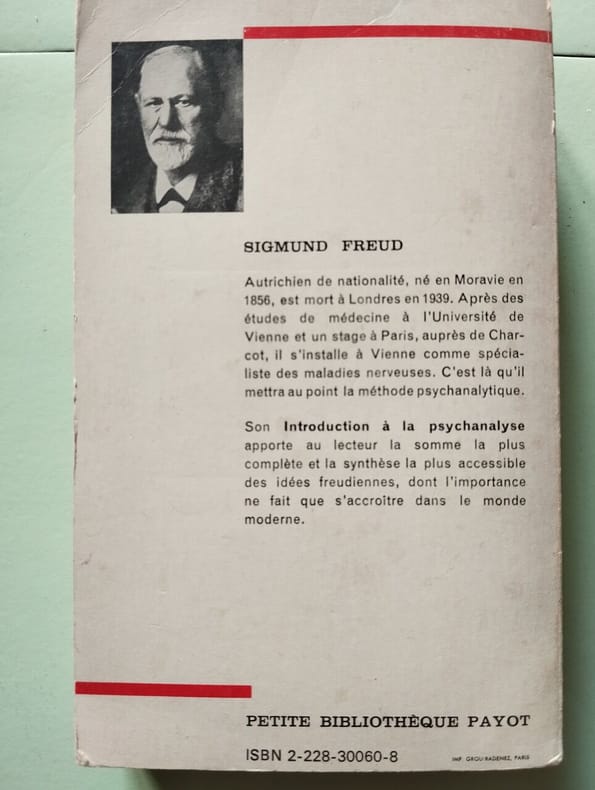 SIGMUND FREUD
Autrichien de nationalité, né en Moravie en
1856, est mort à Londres en 1939. Après des
études de médecine à l'Université de
Vienne et un stage à Paris, auprès de Char-
cot, il s'installe à Vienne comme spécia-
liste des maladies nerveuses. C'est là qu'il
mettra au point la méthode psychanalytique.
Son Introduction à la psychanalyse
apporte au lecteur la somme la plus
complète et la synthèse la plus accessible
des idées freudiennes, dont l'importance
ne fait que s'accroître dans le monde
moderne.
PETITE BIBLIOTHÈQUE PAYOT
ISBN 2-228-30060-8
IMP. GROU-RADENEZ, PARIS